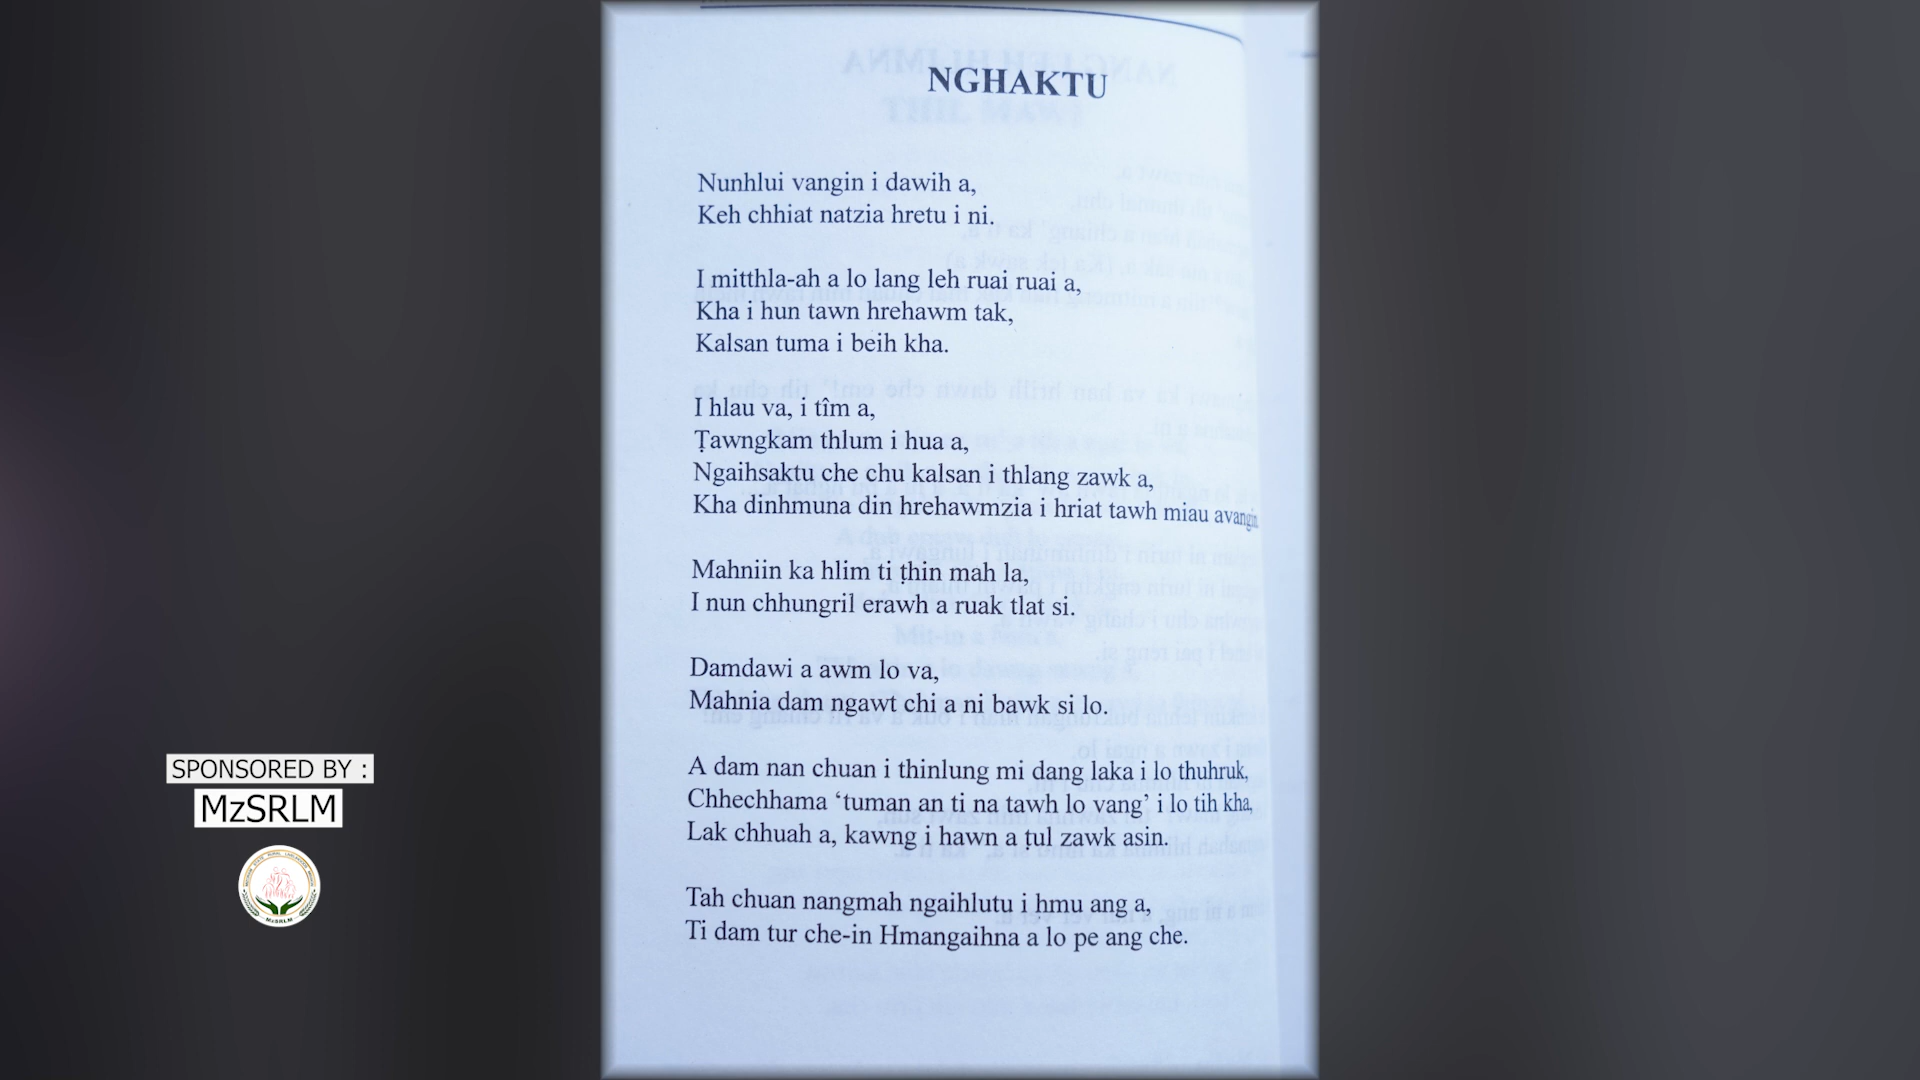 NGHAKTU
Nunhlui vangin i dawih a,
Keh chhiat natzia hretu i ni.
I mitthla-ah a lo lang leh ruai ruai a,
Kha i hun tawn hrehawm tak,
Kalsan tuma i beih kha.
I hlau va, i tîm a,
Ṭawngkam thlum i hua a,
Ngaihsaktu che chu kalsan i thlang zawk a,
Kha dinhmuna din hrehawmzia i hriat tawh miau avangin.
Mahniin ka hlim ti ṭhin mah la,
I nun chhungril erawh a ruak tlat si.
Damdawi a awm lo va,
Mahnia dam ngawt chi a ni bawk si lo.
A dam nan chuan i thinlung mi dang laka i lo thuhruk,
Chhechhama ‘tuman an ti na tawh lo vang’ i lo tih kha,
Lak chhuah a, kawng i hawn a ṭul zawk asin.
Tah chuan nangmah ngaihlutu i hmu ang a,
Ti dam tur che-in Hmangaihna a lo pe ang che.
SPONSORED BY :
MzSRLM
MzSRLM